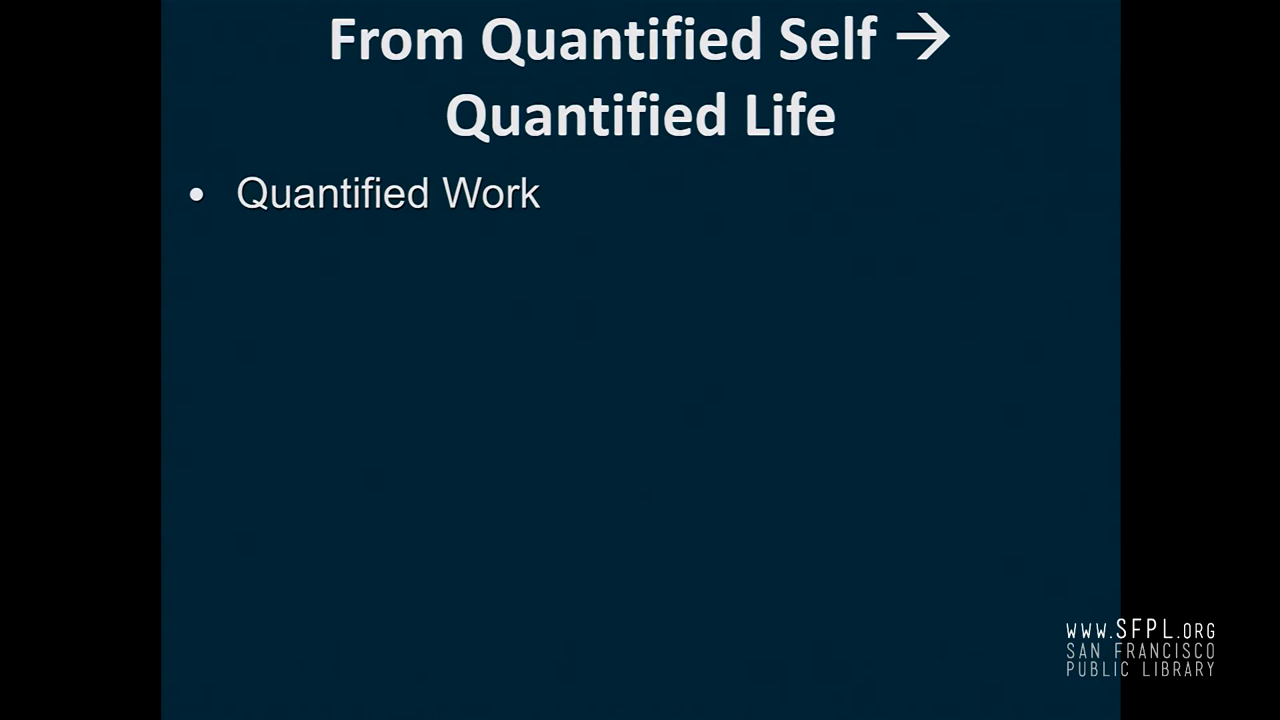 From Quantified Self →
Quantified Life
• Quantified Work
www.SFPL.ORG
SAN FRANCISCO
PUBLIC LIBRARY